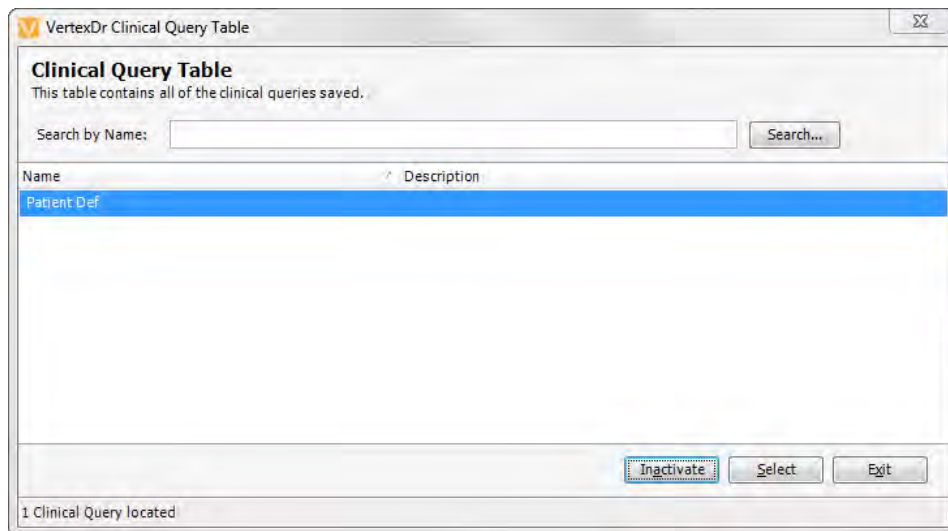 VertexDr Clinical Query Table
Clinical Query Table
This table contains all of the clinical queries saved.
Search by Name: Search...
Name Description
Patient Def
Inactivate Select Exit
1 Clinical Query located